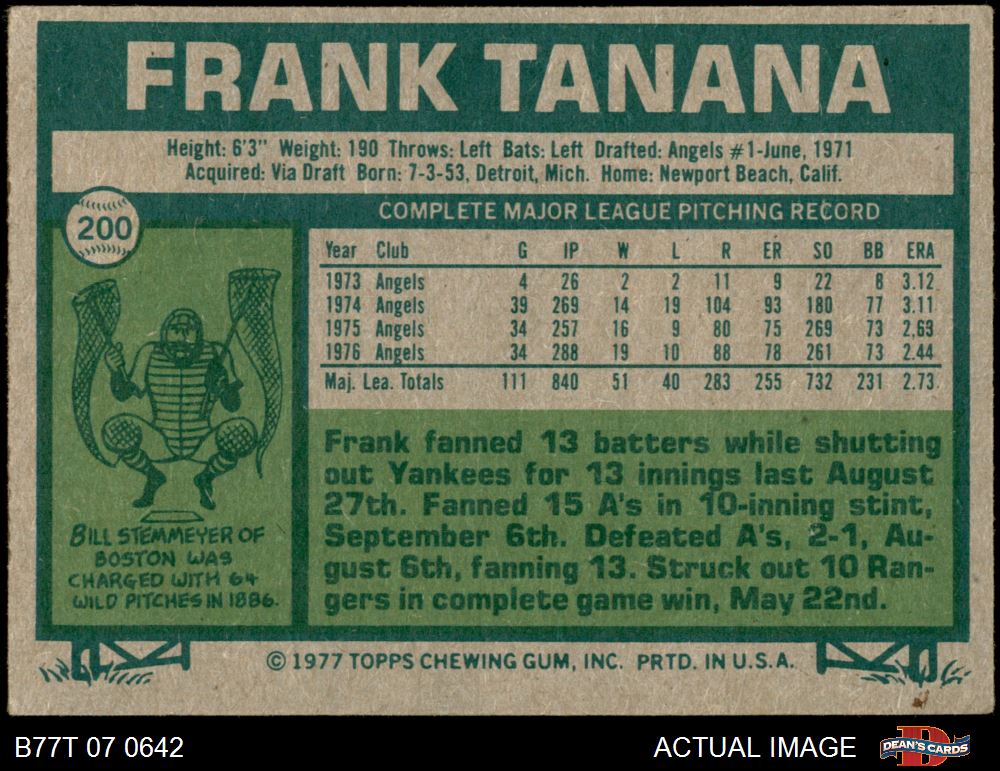 FRANK TANANA
Height: 6'3" Weight: 190 Throws: Left Bats: Left Drafted: Angels #1-June, 1971
Acquired: Via Draft Born: 7-3-53, Detroit, Mich. Home: Newport Beach, Calif.
200
COMPLETE MAJOR LEAGUE PITCHING RECORD
Year Club G IP W L R ER SO BB ERA
1973 Angels 4 26 2 2 11 9 22 8 3.12
1974 Angels 39 269 14 19 104 93 180 77 3.11
1975 Angels 34 257 16 9 80 75 269 73 2.63
1976 Angels 34 288 19 10 88 78 261 73 2.44
Maj. Lea. Totals 111 840 51 40 283 255 732 231 2.73
BILL STEMMEYER OF
BOSTON WAS
CHARGED WITH 64
WILD PITCHES IN 1886.
Frank fanned 13 batters while shutting
out Yankees for 13 innings last August
27th. Fanned 15 A's in 10-inning stint,
September 6th. Defeated A's, 2-1, Au-
gust 6th, fanning 13. Struck out 10 Ran-
gers in complete game win, May 22nd.
© 1977 TOPPS CHEWING GUM, INC. PRTD. IN U.S.A.
B77T 07 0642
ACTUAL IMAGE
DEAN'S CARDS